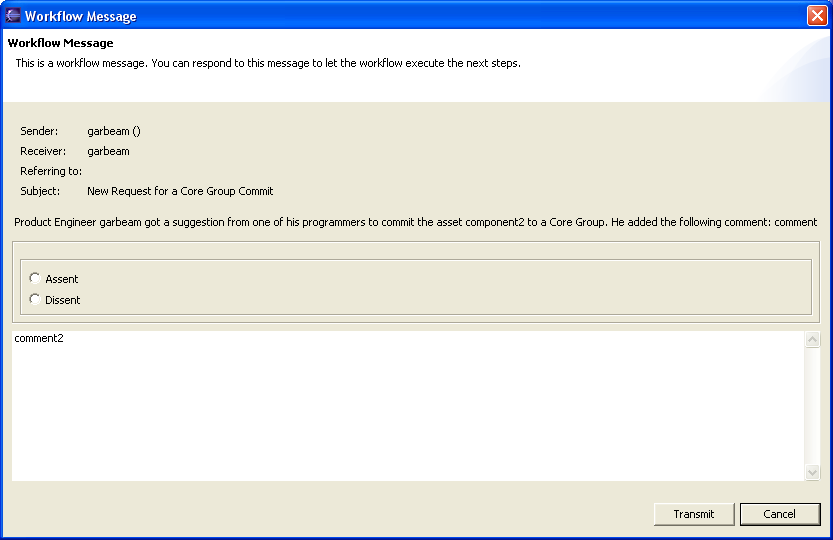 Workflow Message
Workflow Message
This is a workflow message. You can respond to this message to let the workflow execute the next steps.
Sender: garbeam ()
Receiver: garbeam
Referring to:
Subject: New Request for a Core Group Commit
Product Engineer garbeam got a suggestion from one of his programmers to commit the asset component2 to a Core Group. He added the following comment: comment
Assent
Dissent
comment2
Transmit Cancel